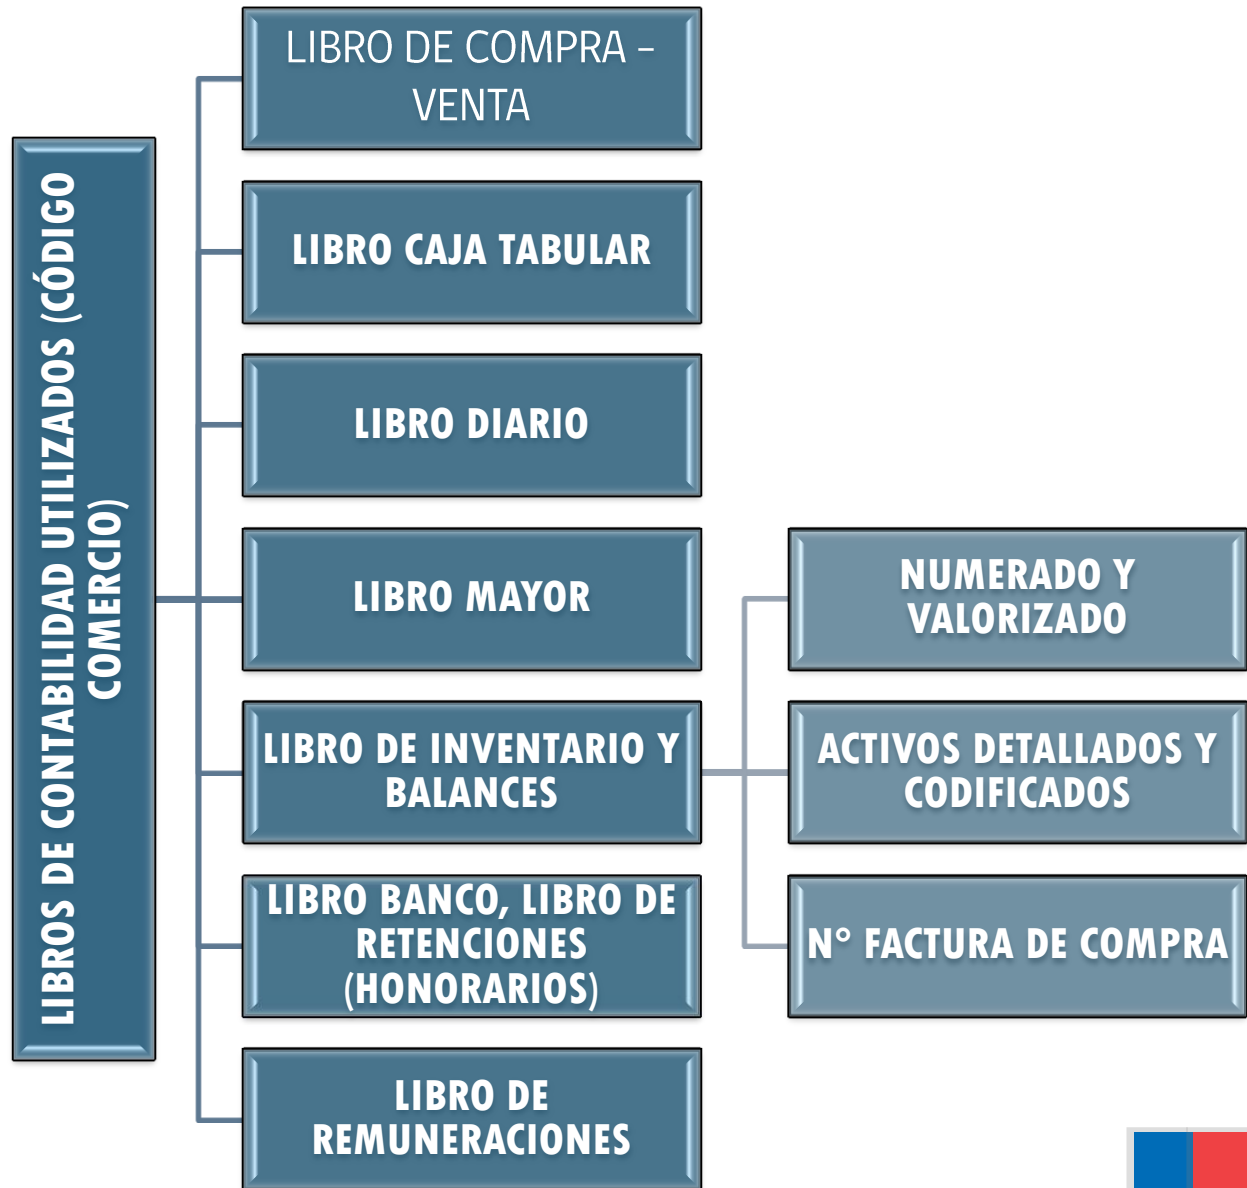 LIBROS DE CONTABILIDAD UTILIZADOS (CÓDIGO
COMERCIO)
LIBRO DE COMPRA –
VENTA
LIBRO CAJA TABULAR
LIBRO DIARIO
LIBRO MAYOR
LIBRO DE INVENTARIO Y
BALANCES
NUMERADO Y
VALORIZADO
ACTIVOS DETALLADOS Y
CODIFICADOS
N° FACTURA DE COMPRA
LIBRO BANCO, LIBRO DE
RETENCIONES
(HONORARIOS)
LIBRO DE
REMUNERACIONES